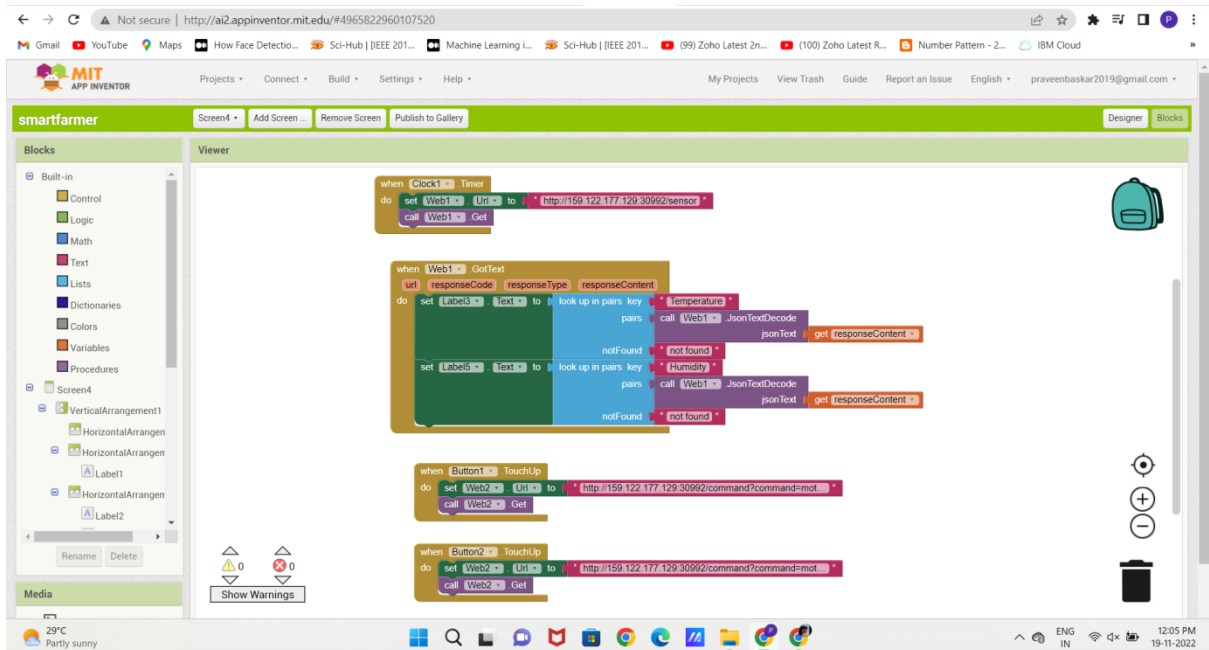 Not secure | http://ai2.appinventor.mit.edu/#4965822960107520
Gmail YouTube Maps How Face Detectio... Sci-Hub | [IEEE 201... Machine Learning i... Sci-Hub | [IEEE 201... (99) Zoho Latest 2n... (100) Zoho Latest R... Number Pattern - 2... IBM Cloud »
MIT
APP INVENTOR
Projects Connect Build Settings Help My Projects View Trash Guide Report an Issue English praveenbaskar2019@gmail.com
smartfarmer Screen4 Add Screen ... Remove Screen Publish to Gallery Designer Blocks
Blocks Viewer
Built-in
Control
Logic
Math
Text
Lists
Dictionaries
Colors
Variables
Procedures
Screen4
VerticalArrangement1
HorizontalArrangen
HorizontalArrangen
Label1
HorizontalArrangen
Label2
Rename Delete
Media
when Clock1 .Timer
do set Web1 . Url to " http://159.122.177.129:30992/sensor "
call Web1 .Get
when Web1 .GotText
url responseCode responseType responseContent
do set Label3 . Text to look up in pairs key " Temperature "
pairs call Web1 .JsonTextDecode
jsonText get responseContent
notFound " not found "
set Label5 . Text to look up in pairs key " Humidity "
pairs call Web1 .JsonTextDecode
jsonText get responseContent
notFound " not found "
when Button1 .TouchUp
do set Web2 . Url to " http://159.122.177.129:30992/command?command=mot... "
call Web2 .Get
when Button2 .TouchUp
do set Web2 . Url to " http://159.122.177.129:30992/command?command=mot... "
call Web2 .Get
0 0
Show Warnings
29°C
Partly sunny
ENG
IN
12:05 PM
19-11-2022